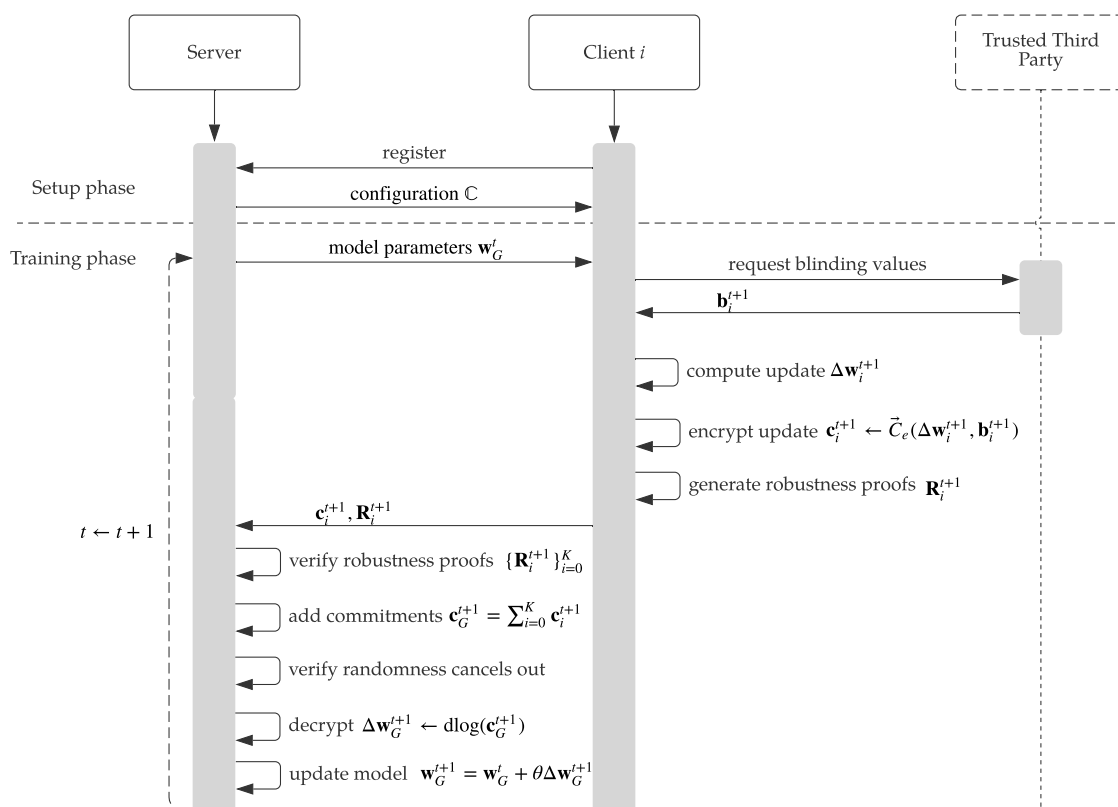 Server
Client i
Trusted Third
Party
register
Setup phase
configuration ℂ
Training phase
model parameters w_G^t
request blinding values
b_i^{t+1}
compute update Δw_i^{t+1}
encrypt update c_i^{t+1} ← C⃗_e(Δw_i^{t+1}, b_i^{t+1})
generate robustness proofs R_i^{t+1}
c_i^{t+1}, R_i^{t+1}
t ← t + 1
verify robustness proofs {R_i^{t+1}}_{i=0}^K
add commitments c_G^{t+1} = ∑_{i=0}^K c_i^{t+1}
verify randomness cancels out
decrypt Δw_G^{t+1} ← dlog(c_G^{t+1})
update model w_G^{t+1} = w_G^t + θΔw_G^{t+1}